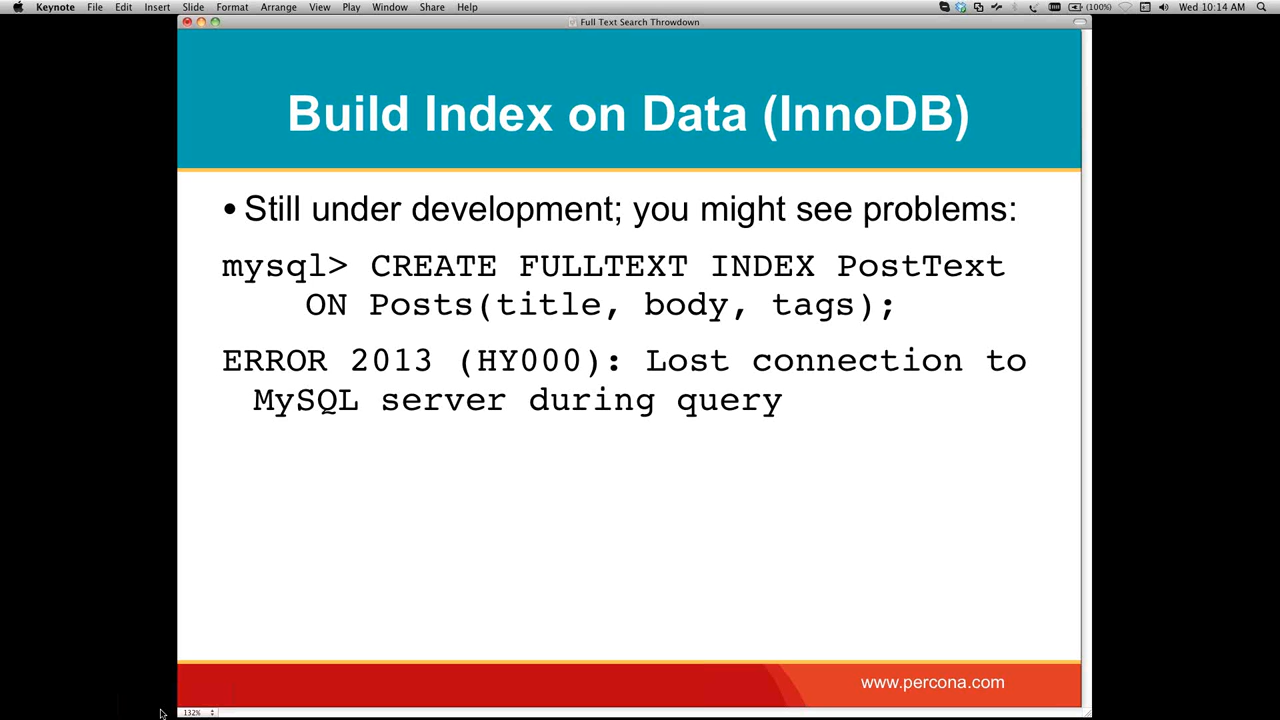 Keynote File Edit Insert Slide Format Arrange View Play Window Share Help (100%) Wed 10:14 AM
Full Text Search Throwdown
Build Index on Data (InnoDB)
• Still under development; you might see problems:
mysql> CREATE FULLTEXT INDEX PostText
ON Posts(title, body, tags);
ERROR 2013 (HY000): Lost connection to
MySQL server during query
www.percona.com
132%